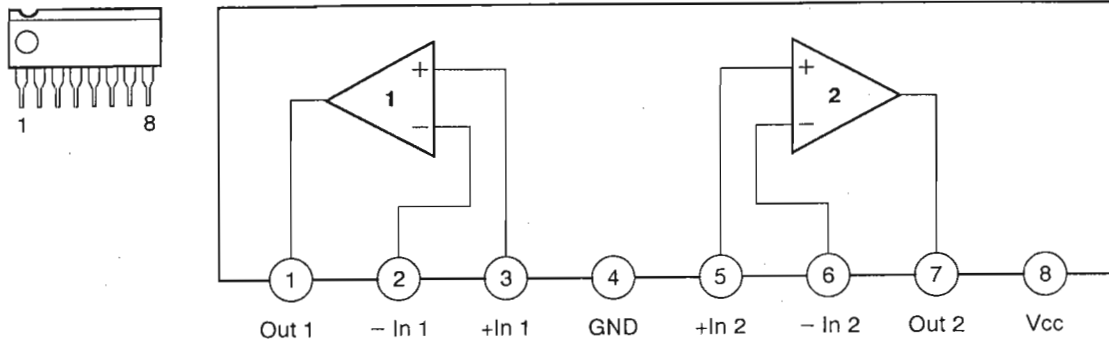 1 8
+ 1 −
+ 2 −
1 2 3 4 5 6 7 8
Out 1 − In 1 +In 1 GND +In 2 − In 2 Out 2 Vcc